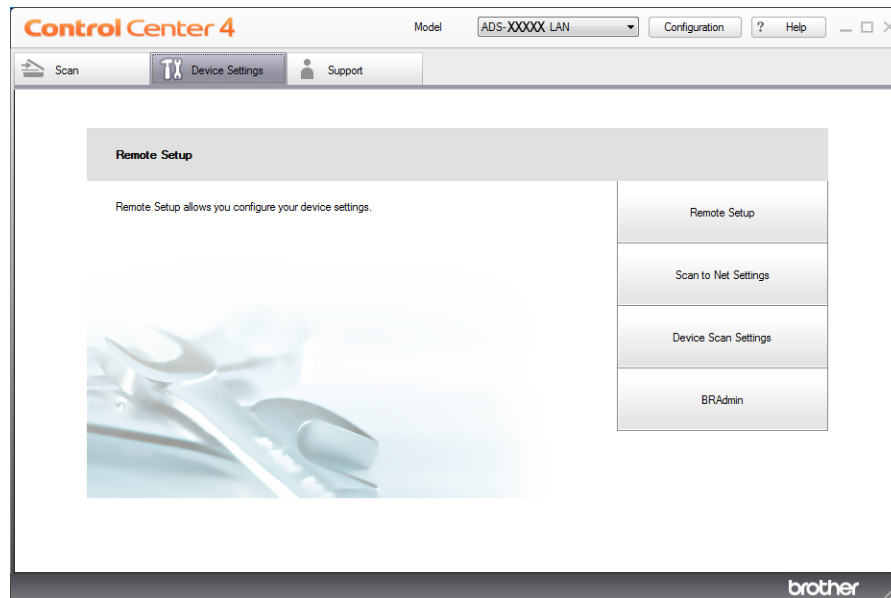 Control Center 4 Model ADS-XXXXX LAN Configuration ? Help
Scan Device Settings Support
Remote Setup
Remote Setup allows you configure your device settings.
Remote Setup
Scan to Net Settings
Device Scan Settings
BRAdmin
brother